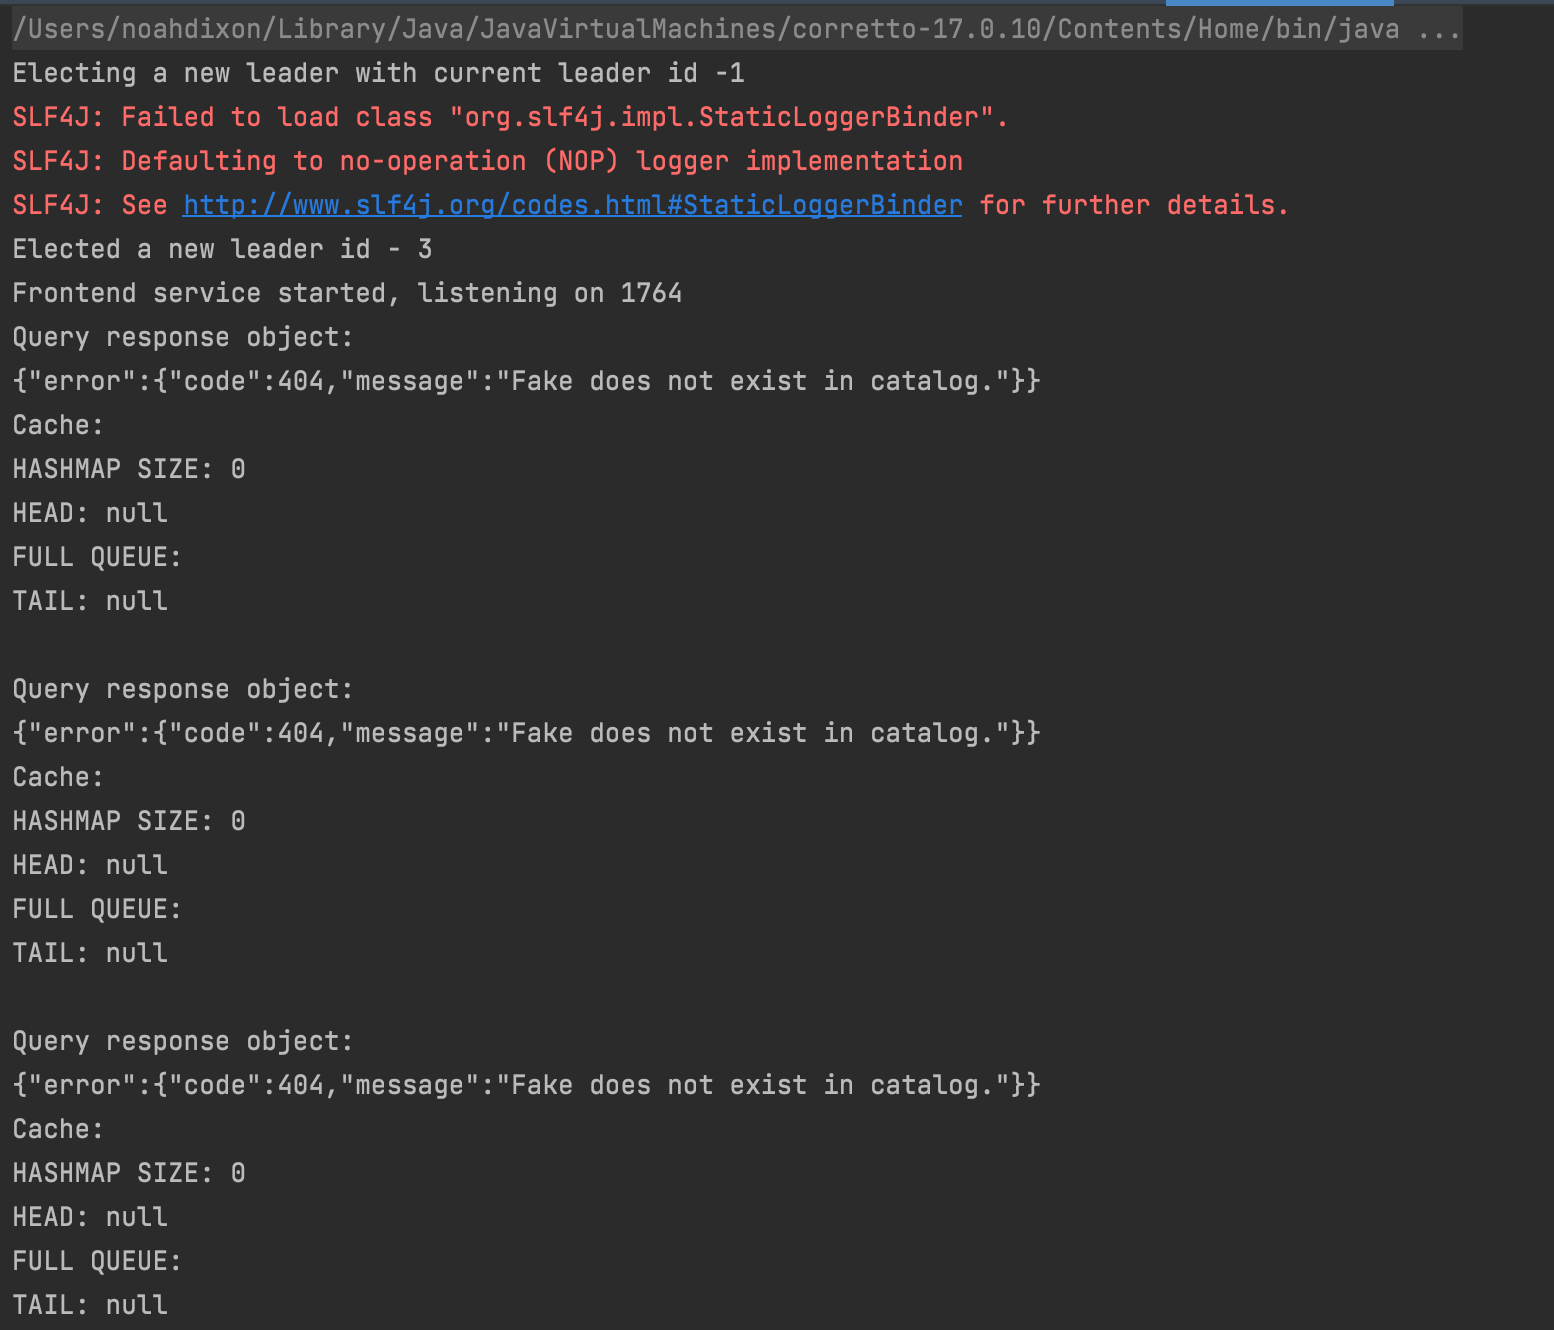 /Users/noahdixon/Library/Java/JavaVirtualMachines/corretto-17.0.10/Contents/Home/bin/java ...
Electing a new leader with current leader id -1
SLF4J: Failed to load class "org.slf4j.impl.StaticLoggerBinder".
SLF4J: Defaulting to no-operation (NOP) logger implementation
SLF4J: See http://www.slf4j.org/codes.html#StaticLoggerBinder for further details.
Elected a new leader id - 3
Frontend service started, listening on 1764
Query response object:
{"error":{"code":404,"message":"Fake does not exist in catalog."}}
Cache:
HASHMAP SIZE: 0
HEAD: null
FULL QUEUE:
TAIL: null
Query response object:
{"error":{"code":404,"message":"Fake does not exist in catalog."}}
Cache:
HASHMAP SIZE: 0
HEAD: null
FULL QUEUE:
TAIL: null
Query response object:
{"error":{"code":404,"message":"Fake does not exist in catalog."}}
Cache:
HASHMAP SIZE: 0
HEAD: null
FULL QUEUE:
TAIL: null